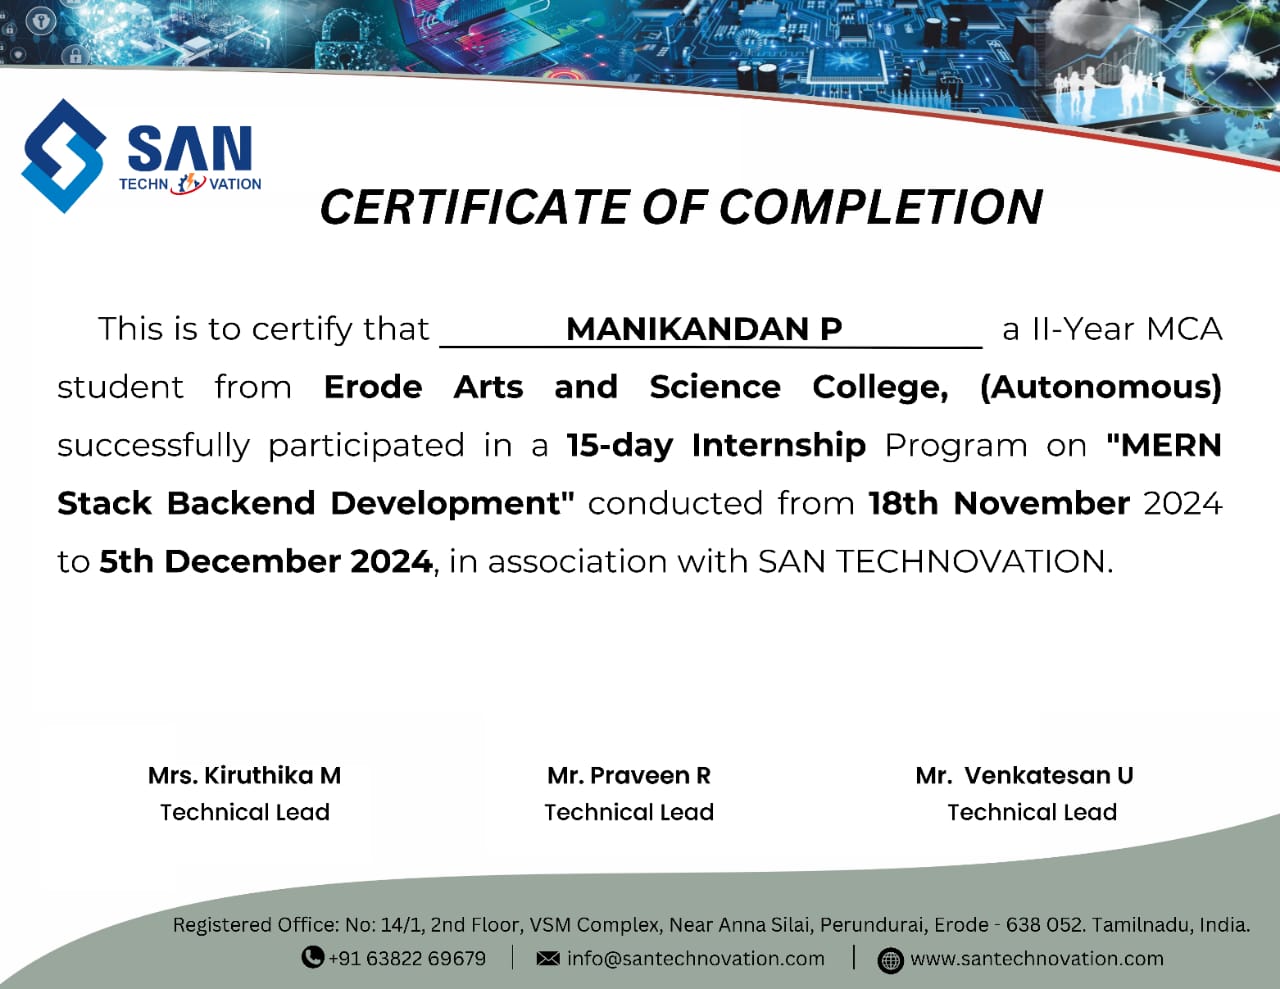 SAN
TECHNOVATION
CERTIFICATE OF COMPLETION
This is to certify that MANIKANDAN P a II-Year MCA
student from Erode Arts and Science College, (Autonomous)
successfully participated in a 15-day Internship Program on "MERN
Stack Backend Development" conducted from 18th November 2024
to 5th December 2024, in association with SAN TECHNOVATION.
Mrs. Kiruthika M
Technical Lead
Mr. Praveen R
Technical Lead
Mr. Venkatesan U
Technical Lead
Registered Office: No: 14/1, 2nd Floor, VSM Complex, Near Anna Silai, Perundurai, Erode - 638 052. Tamilnadu, India.
+91 63822 69679 | info@santechnovation.com | www.santechnovation.com